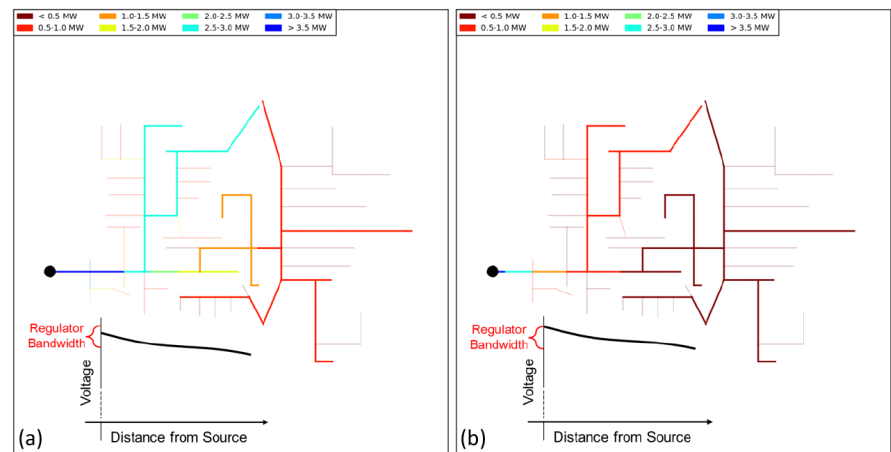 < 0.5 MW 1.0-1.5 MW 2.0-2.5 MW 3.0-3.5 MW
0.5-1.0 MW 1.5-2.0 MW 2.5-3.0 MW > 3.5 MW
Regulator
Bandwidth
Voltage
Distance from Source
(a)
< 0.5 MW 1.0-1.5 MW 2.0-2.5 MW 3.0-3.5 MW
0.5-1.0 MW 1.5-2.0 MW 2.5-3.0 MW > 3.5 MW
Regulator
Bandwidth
Voltage
Distance from Source
(b)